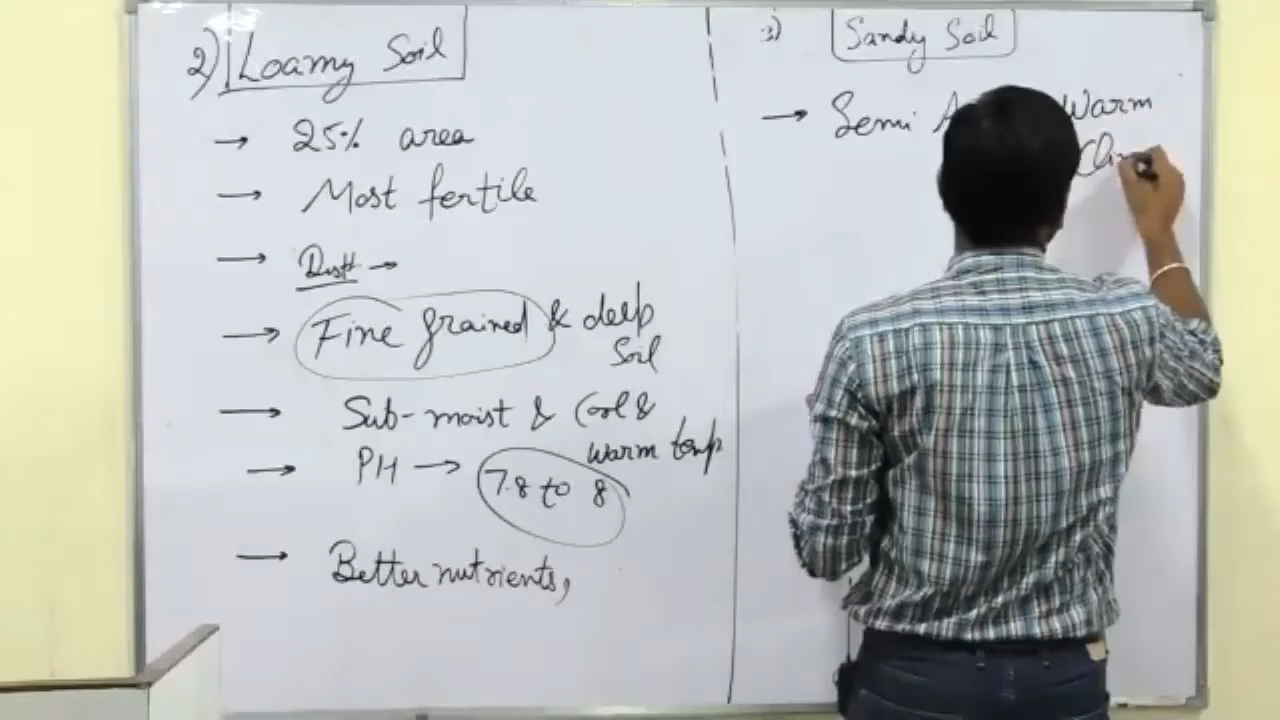 2) Loamy Soil
→ 25% area
→ Most fertile
→ Distt →
→ Fine grained & deep
Soil
→ Sub-moist & Cool &
warm temp
→ PH → 7.8 to 8
→ Better nutrients,
3) Sandy Soil
→ Semi Warm